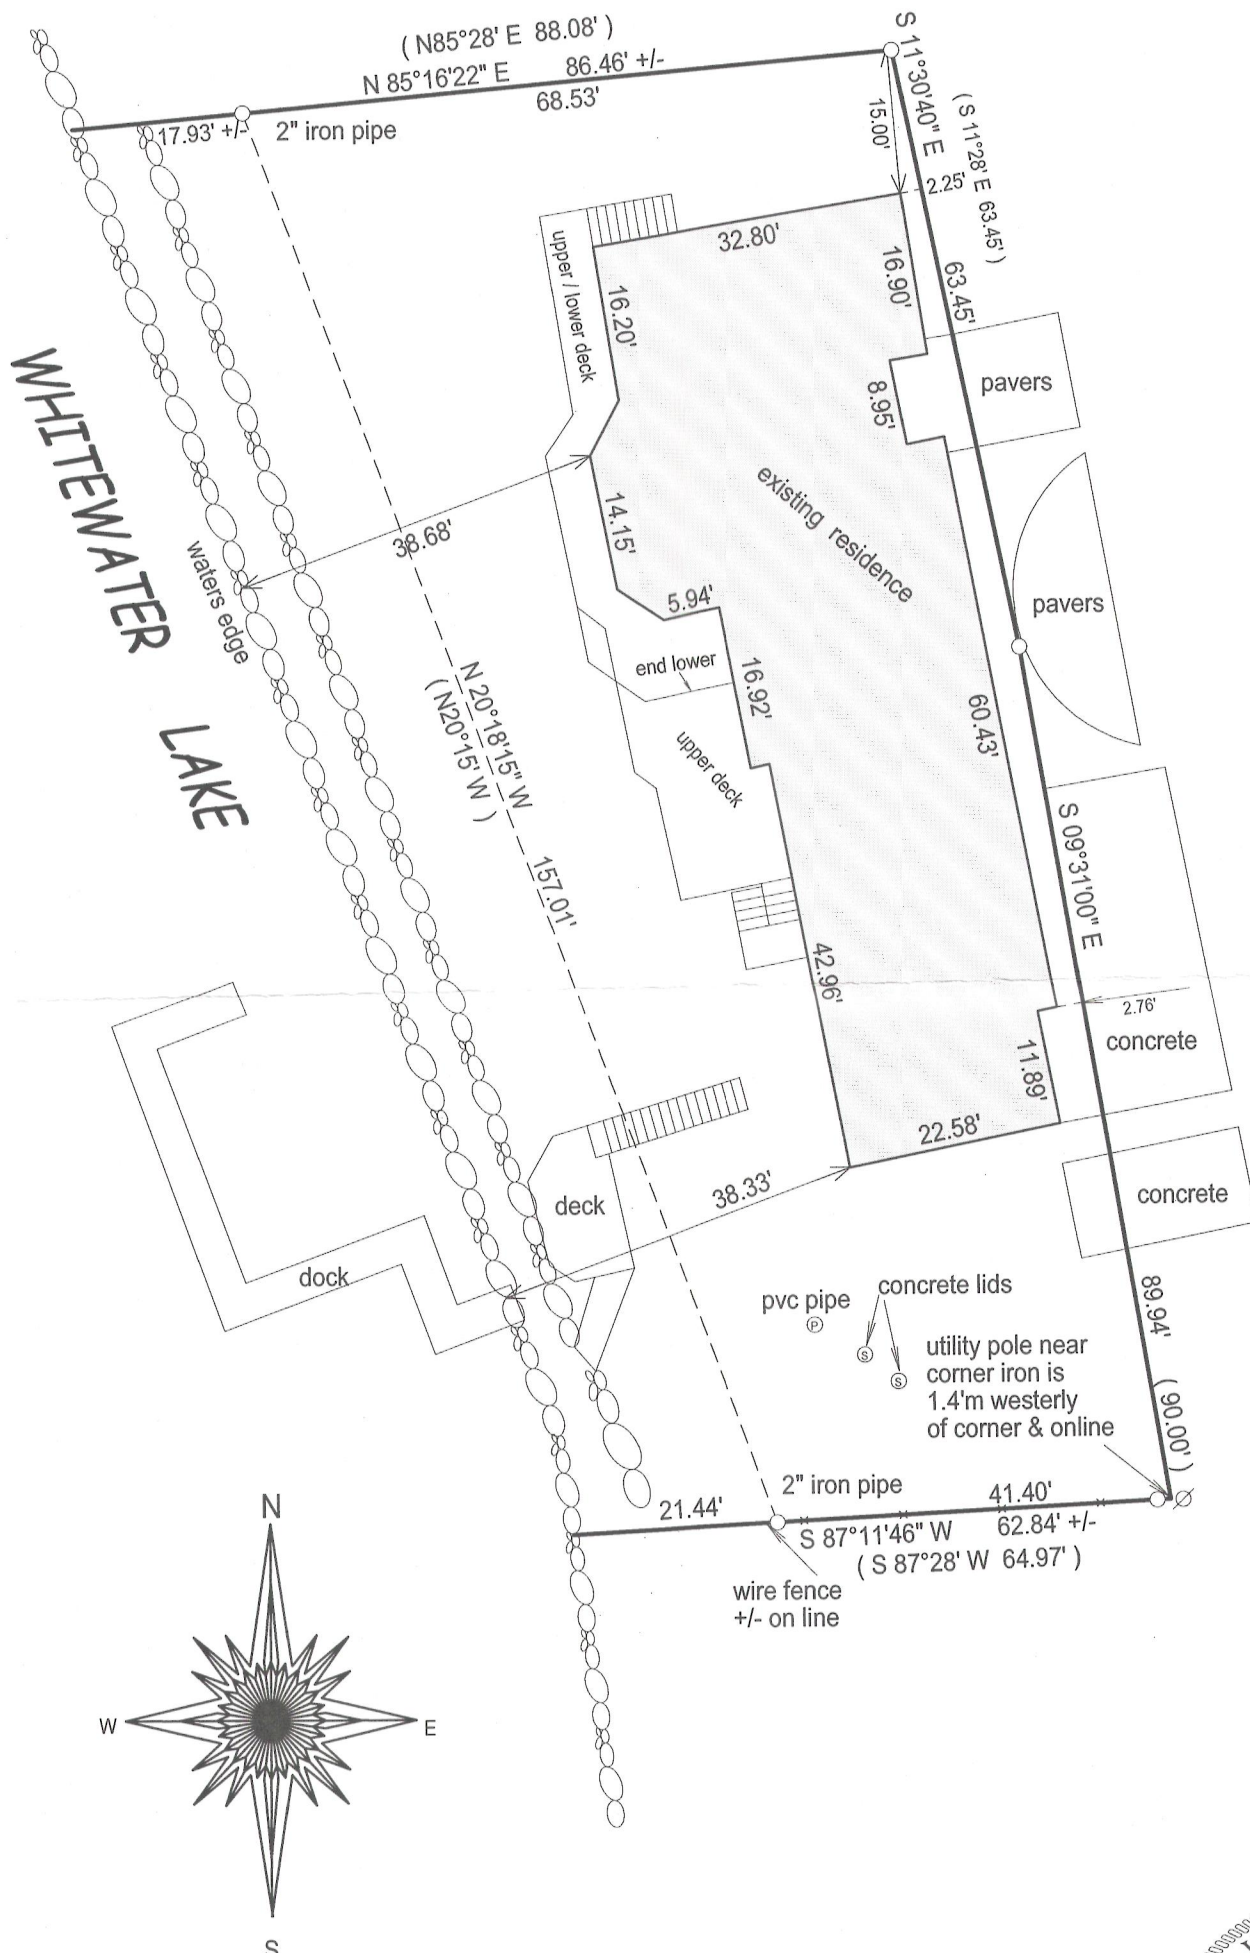 ( N85°28' E 88.08' )
N 85°16'22" E 86.46' +/-
68.53'
17.93' +/-
2" iron pipe
S 11°30'40" E
( S 11°28' E 63.45' )
15.00'
2.25'
63.45'
32.80'
16.90'
upper / lower deck
16.20'
8.95'
pavers
WHITEWATER
LAKE
waters edge
38.68'
14.15'
existing residence
5.94'
pavers
end lower
16.92'
upper deck
60.43'
N 20°18'15" W
( N20°15' W )
157.01'
S 09°31'00" E
42.96'
2.76'
concrete
11.89'
22.58'
38.33'
deck
concrete
dock
pvc pipe
P
concrete lids
S
S
89.94'
( 90.00' )
utility pole near
corner iron is
1.4'm westerly
of corner & online
2" iron pipe
21.44'
41.40'
S 87°11'46" W 62.84' +/-
( S 87°28' W 64.97' )
wire fence
+/- on line
N
W
E
S